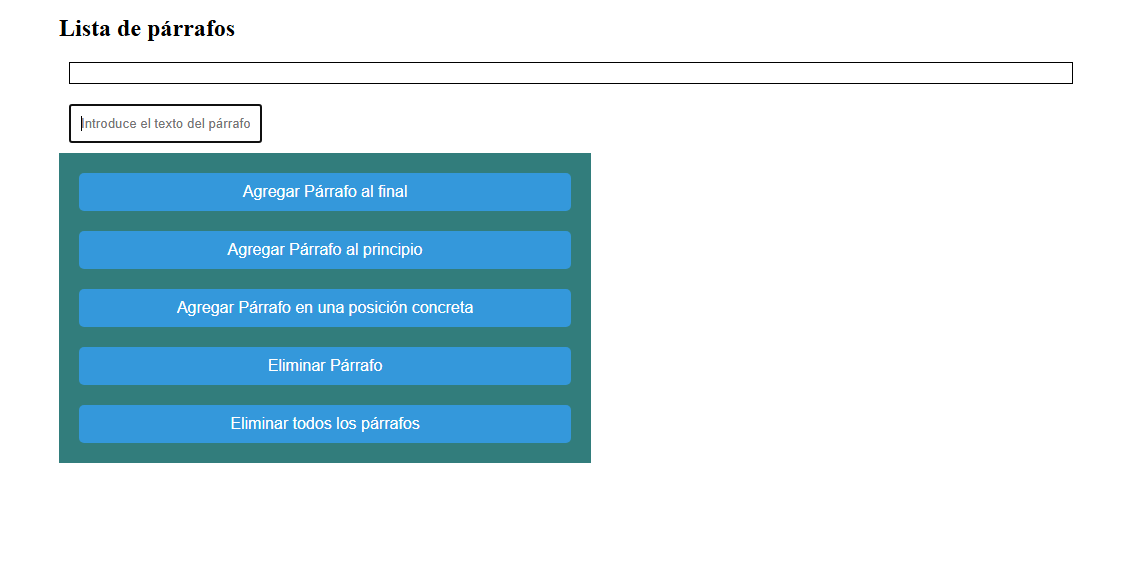 Lista de párrafos
Introduce el texto del párrafo
Agregar Párrafo al final
Agregar Párrafo al principio
Agregar Párrafo en una posición concreta
Eliminar Párrafo
Eliminar todos los párrafos